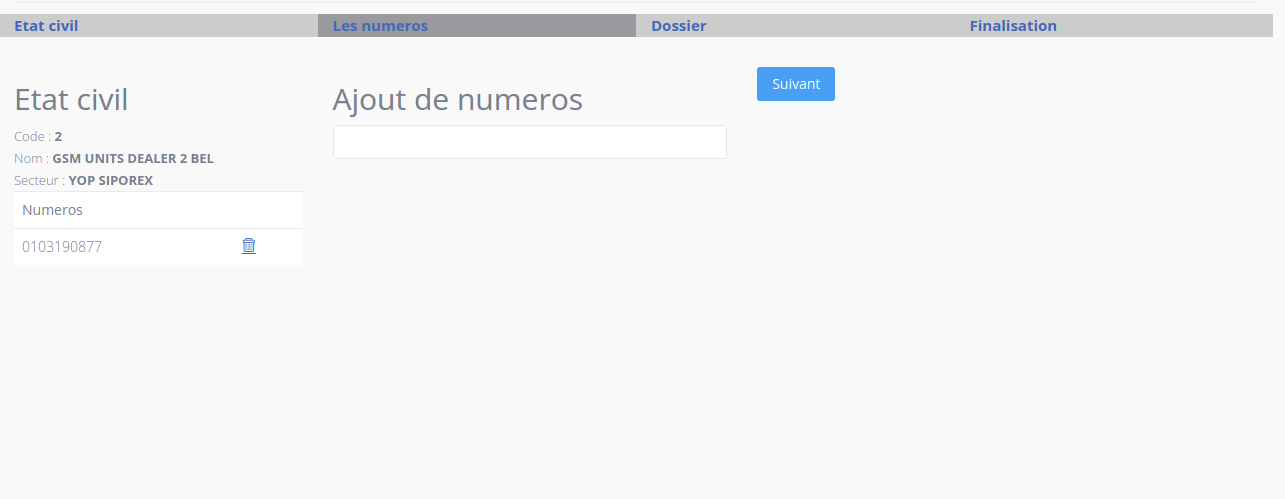 Etat civil
Les numeros
Dossier
Finalisation
Etat civil
Code : 2
Nom : GSM UNITS DEALER 2 BEL
Secteur : YOP SIPOREX
Numeros
0103190877
Ajout de numeros
Suivant